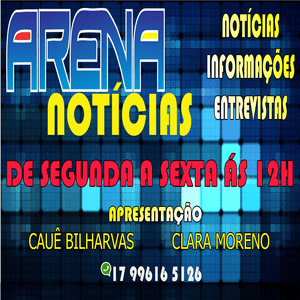 ARENA
NOTÍCIAS
NOTÍCIAS
INFORMAÇÕES
ENTREVISTAS
DE SEGUNDA A SEXTA ÁS 12H
APRESENTAÇÃO
CAUÊ BILHARVAS CLARA MORENO
17 99616 5126